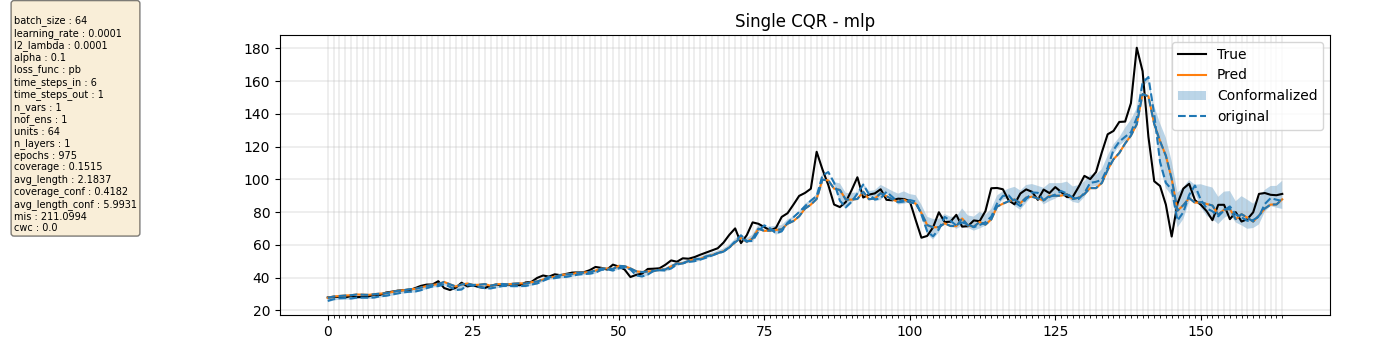 batch_size : 64
learning_rate : 0.0001
l2_lambda : 0.0001
alpha : 0.1
loss_func : pb
time_steps_in : 6
time_steps_out : 1
n_vars : 1
nof_ens : 1
units : 64
n_layers : 1
epochs : 975
coverage : 0.1515
avg_length : 2.1837
coverage_conf : 0.4182
avg_length_conf : 5.9931
mis : 211.0994
cwc : 0.0
Single CQR - mlp
180
160
140
120
100
80
60
40
20
0 25 50 75 100 125 150
True
Pred
Conformalized
original